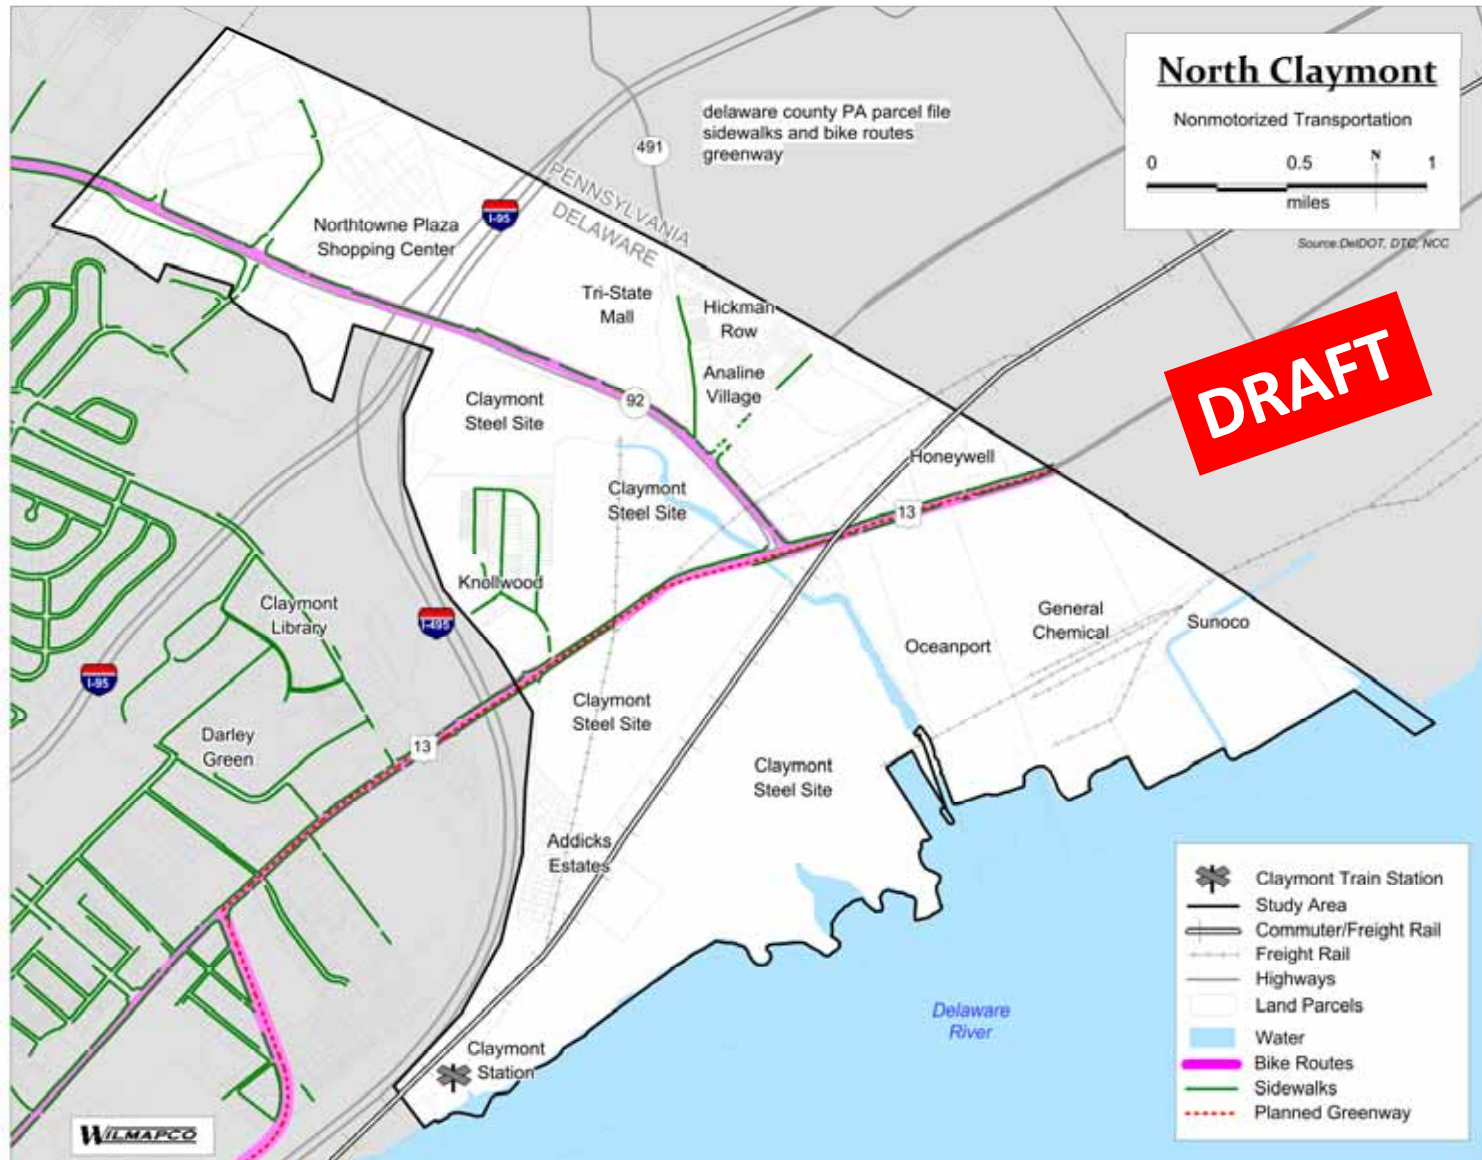 North Claymont
Nonmotorized Transportation
0 0.5 1
N
miles
Source:DelDOT, DTC, NCC
delaware county PA parcel file
sidewalks and bike routes
greenway
491
PENNSYLVANIA
DELAWARE
I-95
Northtowne Plaza
Shopping Center
Tri-State
Mall
Hickman
Row
DRAFT
Analine
Village
92
Claymont
Steel Site
Honeywell
Claymont
Steel Site
13
Knollwood
Claymont
Library
I-495
General
Chemical
Sunoco
Oceanport
I-95
Claymont
Steel Site
Darley
Green
13
Claymont
Steel Site
Addicks
Estates
Delaware
River
Claymont
Station
WILMAPCO
Claymont Train Station
Study Area
Commuter/Freight Rail
Freight Rail
Highways
Land Parcels
Water
Bike Routes
Sidewalks
Planned Greenway